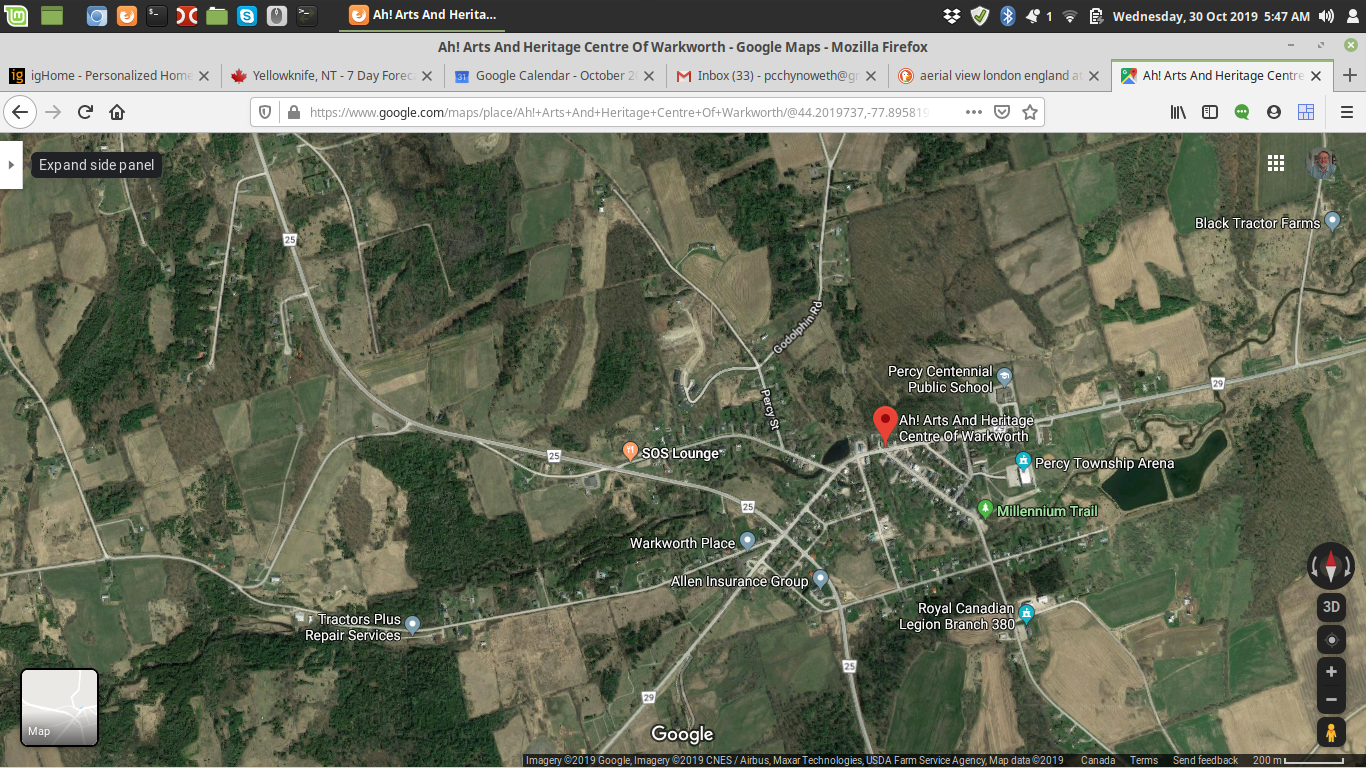 Ah! Arts And Herita...
1
Wednesday, 30 Oct 2019 5:47 AM
Ah! Arts And Heritage Centre Of Warkworth - Google Maps - Mozilla Firefox
ig
igHome - Personalized Home
Yellowknife, NT - 7 Day Foreca
31
Google Calendar - October 20
Inbox (33) - pcchynoweth@gm
aerial view london england at
Ah! Arts And Heritage Centre
https://www.google.com/maps/place/Ah!+Arts+And+Heritage+Centre+Of+Warkworth/@44.2019737,-77.895819
Expand side panel
Black Tractor Farms
25
Godolphin Rd
Percy Centennial
Public School
29
Percy St
Ah! Arts And Heritage
Centre Of Warkworth
SOS Lounge
25
Percy Township Arena
25
Millennium Trail
Warkworth Place
Allen Insurance Group
3D
Royal Canadian
Legion Branch 380
Tractors Plus
Repair Services
25
29
Map
Google
Imagery ©2019 Google, Imagery ©2019 CNES / Airbus, Maxar Technologies, USDA Farm Service Agency, Map data ©2019 Canada Terms Send feedback 200 m